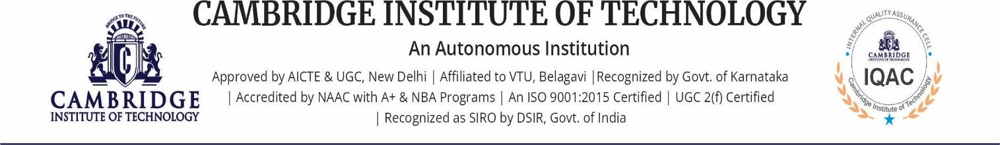 CAMBRIDGE INSTITUTE OF TECHNOLOGY
An Autonomous Institution
Approved by AICTE & UGC, New Delhi | Affiliated to VTU, Belagavi |Recognized by Govt. of Karnataka
| Accredited by NAAC with A+ & NBA Programs | An ISO 9001:2015 Certified | UGC 2(f) Certified
| Recognized as SIRO by DSIR, Govt. of India
BRIDGE TO THE FUTURE
C
CAMBRIDGE
INSTITUTE OF TECHNOLOGY
INTERNAL QUALITY ASSURANCE CELL
CAMBRIDGE
INSTITUTE OF TECHNOLOGY
IQAC
Cambridge Institute of Technology